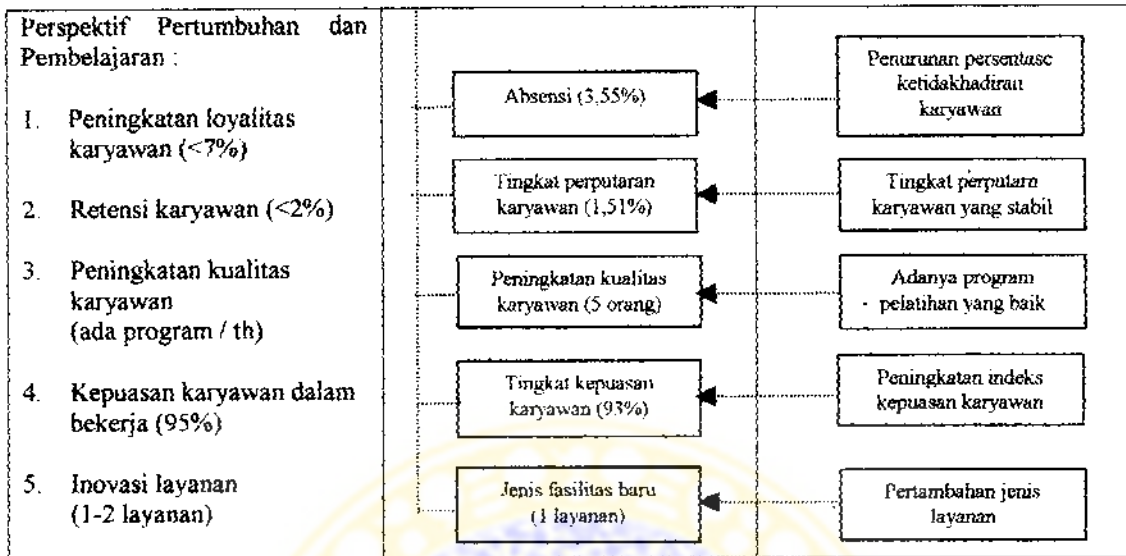 Perspektif Pertumbuhan dan
Pembelajaran :
1. Peningkatan loyalitas
karyawan (<7%)
2. Retensi karyawan (<2%)
3. Peningkatan kualitas
karyawan
(ada program / th)
4. Kepuasan karyawan dalam
bekerja (95%)
5. Inovasi layanan
(1-2 layanan)
Absensi (3,55%)
Tingkat perputaran
karyawan (1,51%)
Peningkatan kualitas
karyawan (5 orang)
Tingkat kepuasan
karyawan (93%)
Jenis fasilitas baru
(1 layanan)
Penurunan persentase
ketidakhadiran
karyawan
Tingkat perputara
karyawan yang stabil
Adanya program
pelatihan yang baik
Peningkatan indeks
kepuasan karyawan
Pertambahan jenis
layanan